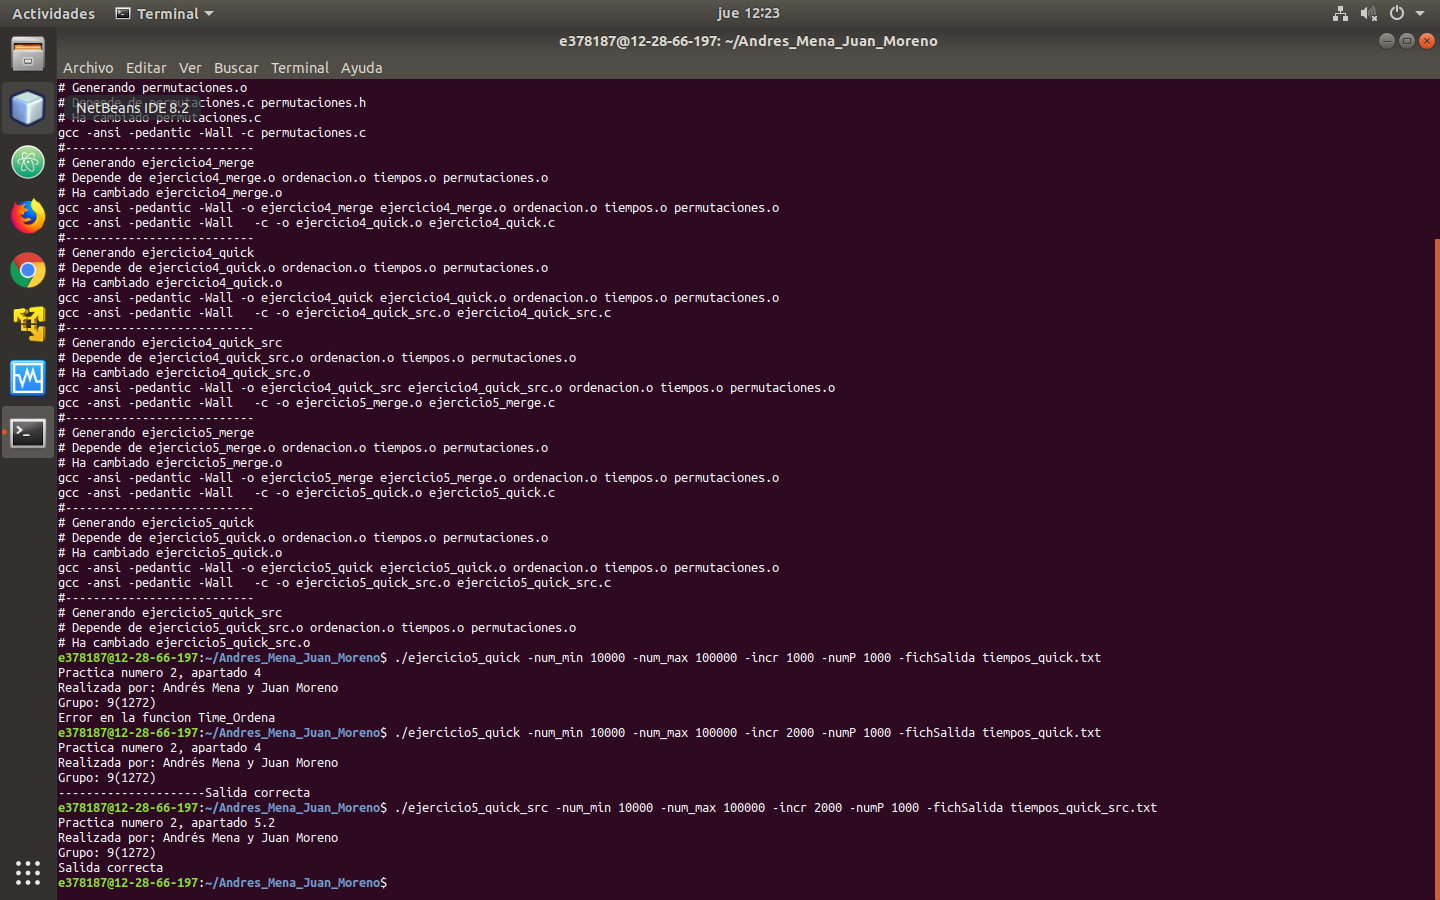 Actividades Terminal jue 12:23
e378187@12-28-66-197: ~/Andres_Mena_Juan_Moreno
Archivo Editar Ver Buscar Terminal Ayuda
# Generando permutaciones.o
# Depende de permutaciones.c permutaciones.h
NetBeans IDE 8.2
# Ha cambiado permutaciones.c
gcc -ansi -pedantic -Wall -c permutaciones.c
#---------------------------
# Generando ejercicio4_merge
# Depende de ejercicio4_merge.o ordenacion.o tiempos.o permutaciones.o
# Ha cambiado ejercicio4_merge.o
gcc -ansi -pedantic -Wall -o ejercicio4_merge ejercicio4_merge.o ordenacion.o tiempos.o permutaciones.o
gcc -ansi -pedantic -Wall   -c -o ejercicio4_quick.o ejercicio4_quick.c
#---------------------------
# Generando ejercicio4_quick
# Depende de ejercicio4_quick.o ordenacion.o tiempos.o permutaciones.o
# Ha cambiado ejercicio4_quick.o
gcc -ansi -pedantic -Wall -o ejercicio4_quick ejercicio4_quick.o ordenacion.o tiempos.o permutaciones.o
gcc -ansi -pedantic -Wall   -c -o ejercicio4_quick_src.o ejercicio4_quick_src.c
#---------------------------
# Generando ejercicio4_quick_src
# Depende de ejercicio4_quick_src.o ordenacion.o tiempos.o permutaciones.o
# Ha cambiado ejercicio4_quick_src.o
gcc -ansi -pedantic -Wall -o ejercicio4_quick_src ejercicio4_quick_src.o ordenacion.o tiempos.o permutaciones.o
gcc -ansi -pedantic -Wall   -c -o ejercicio5_merge.o ejercicio5_merge.c
#---------------------------
# Generando ejercicio5_merge
# Depende de ejercicio5_merge.o ordenacion.o tiempos.o permutaciones.o
# Ha cambiado ejercicio5_merge.o
gcc -ansi -pedantic -Wall -o ejercicio5_merge ejercicio5_merge.o ordenacion.o tiempos.o permutaciones.o
gcc -ansi -pedantic -Wall   -c -o ejercicio5_quick.o ejercicio5_quick.c
#---------------------------
# Generando ejercicio5_quick
# Depende de ejercicio5_quick.o ordenacion.o tiempos.o permutaciones.o
# Ha cambiado ejercicio5_quick.o
gcc -ansi -pedantic -Wall -o ejercicio5_quick ejercicio5_quick.o ordenacion.o tiempos.o permutaciones.o
gcc -ansi -pedantic -Wall   -c -o ejercicio5_quick_src.o ejercicio5_quick_src.c
#---------------------------
# Generando ejercicio5_quick_src
# Depende de ejercicio5_quick_src.o ordenacion.o tiempos.o permutaciones.o
# Ha cambiado ejercicio5_quick_src.o
e378187@12-28-66-197:~/Andres_Mena_Juan_Moreno$ ./ejercicio5_quick -num_min 10000 -num_max 100000 -incr 1000 -numP 1000 -fichSalida tiempos_quick.txt
Practica numero 2, apartado 4
Realizada por: Andrés Mena y Juan Moreno
Grupo: 9(1272)
Error en la funcion Time_Ordena
e378187@12-28-66-197:~/Andres_Mena_Juan_Moreno$ ./ejercicio5_quick -num_min 10000 -num_max 100000 -incr 2000 -numP 1000 -fichSalida tiempos_quick.txt
Practica numero 2, apartado 4
Realizada por: Andrés Mena y Juan Moreno
Grupo: 9(1272)
---------------------Salida correcta
e378187@12-28-66-197:~/Andres_Mena_Juan_Moreno$ ./ejercicio5_quick_src -num_min 10000 -num_max 100000 -incr 2000 -numP 1000 -fichSalida tiempos_quick_src.txt
Practica numero 2, apartado 5.2
Realizada por: Andrés Mena y Juan Moreno
Grupo: 9(1272)
Salida correcta
e378187@12-28-66-197:~/Andres_Mena_Juan_Moreno$